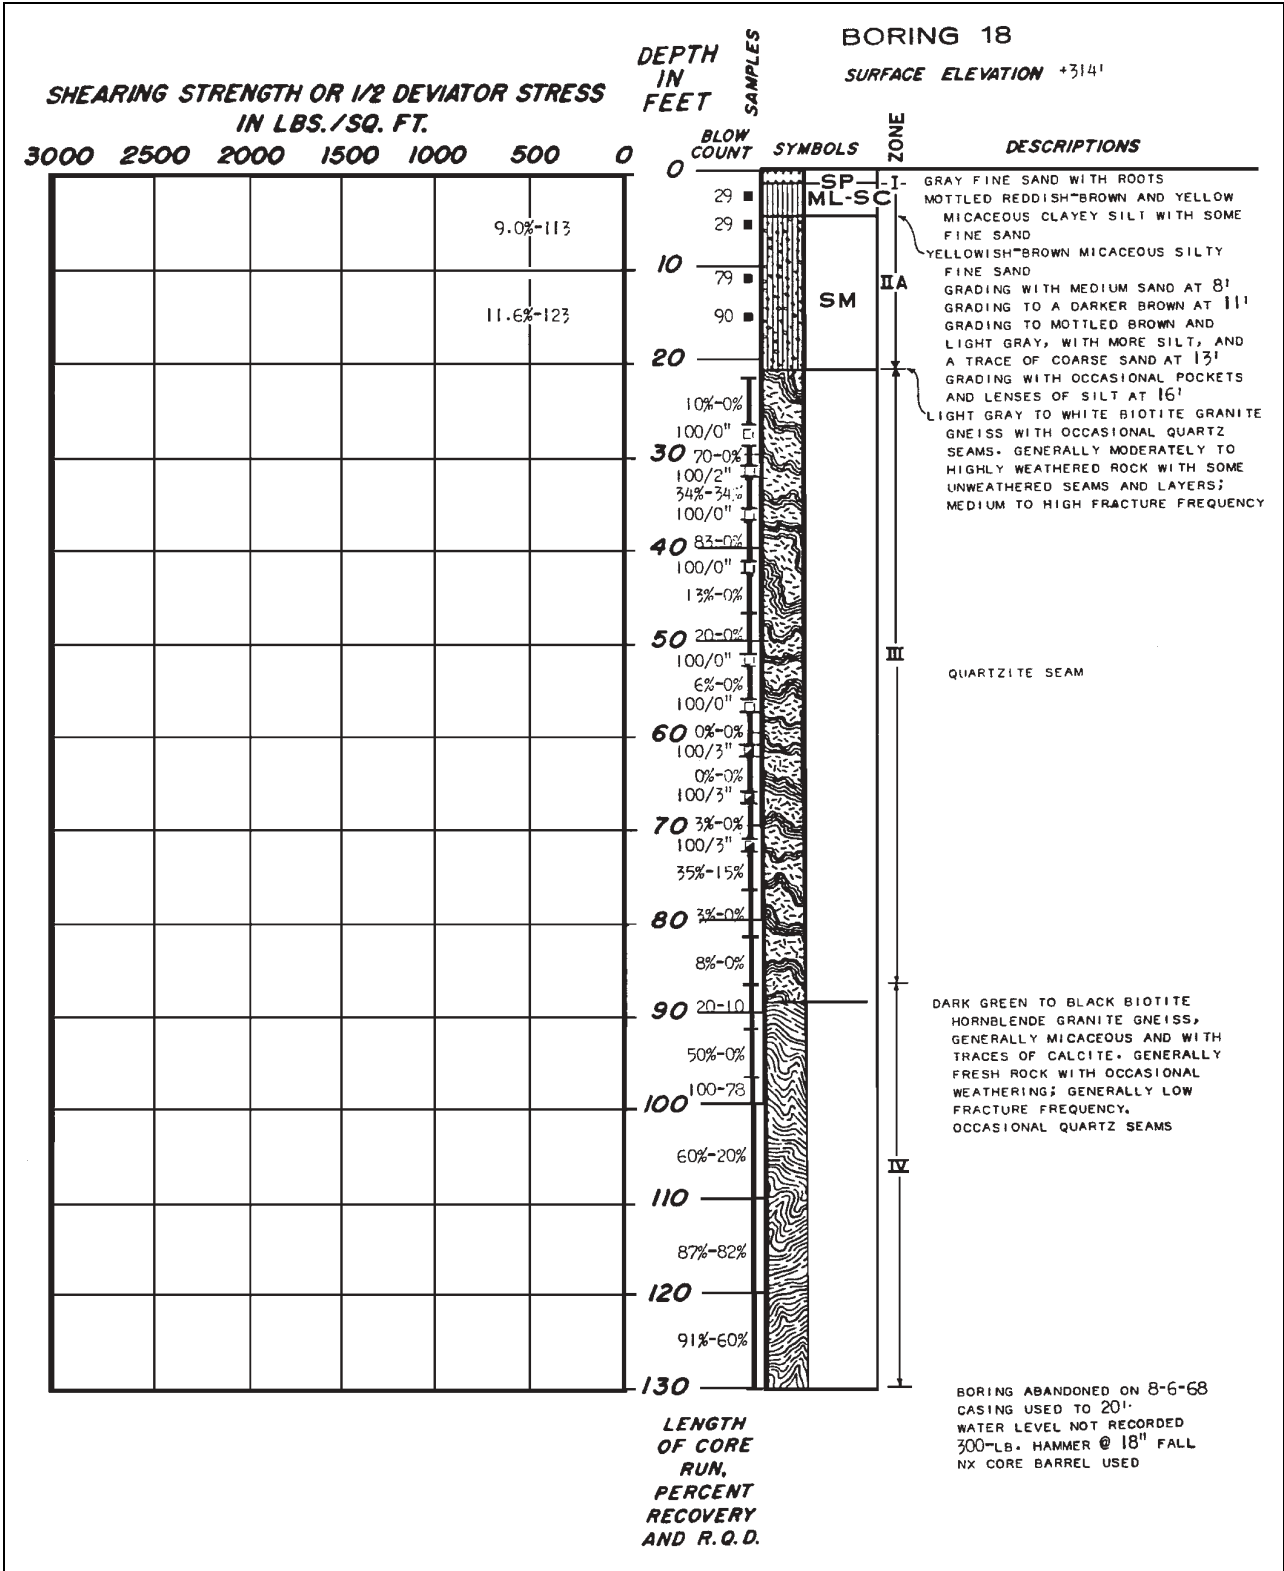 BORING 18
SURFACE ELEVATION +314'
SHEARING STRENGTH OR 1/2 DEVIATOR STRESS
IN LBS./SQ. FT.
3000 2500 2000 1500 1000 500 0
DEPTH
IN
FEET
SAMPLES
BLOW
COUNT
SYMBOLS
ZONE
DESCRIPTIONS
0
10
20
30
40
50
60
70
80
90
100
110
120
130
9.0%-113
11.6%-123
29
29
79
90
10%-0%
100/0"
70-0%
100/2"
34%-34%
100/0"
83-0%
100/0"
13%-0%
20-0%
100/0"
6%-0%
100/0"
0%-0%
100/3"
0%-0%
100/3"
3%-0%
100/3"
35%-15%
3%-0%
8%-0%
20-10
50%-0%
100-78
60%-20%
87%-82%
91%-60%
SP
ML-SC
SM
I
IIA
III
IV
GRAY FINE SAND WITH ROOTS
MOTTLED REDDISH-BROWN AND YELLOW
MICACEOUS CLAYEY SILT WITH SOME
FINE SAND
YELLOWISH-BROWN MICACEOUS SILTY
FINE SAND
GRADING WITH MEDIUM SAND AT 8'
GRADING TO A DARKER BROWN AT 11'
GRADING TO MOTTLED BROWN AND
LIGHT GRAY, WITH MORE SILT, AND
A TRACE OF COARSE SAND AT 13'
GRADING WITH OCCASIONAL POCKETS
AND LENSES OF SILT AT 16'
LIGHT GRAY TO WHITE BIOTITE GRANITE
GNEISS WITH OCCASIONAL QUARTZ
SEAMS. GENERALLY MODERATELY TO
HIGHLY WEATHERED ROCK WITH SOME
UNWEATHERED SEAMS AND LAYERS;
MEDIUM TO HIGH FRACTURE FREQUENCY
QUARTZITE SEAM
DARK GREEN TO BLACK BIOTITE
HORNBLENDE GRANITE GNEISS,
GENERALLY MICACEOUS AND WITH
TRACES OF CALCITE. GENERALLY
FRESH ROCK WITH OCCASIONAL
WEATHERING; GENERALLY LOW
FRACTURE FREQUENCY.
OCCASIONAL QUARTZ SEAMS
BORING ABANDONED ON 8-6-68
CASING USED TO 20'.
WATER LEVEL NOT RECORDED
300-LB. HAMMER @ 18" FALL
NX CORE BARREL USED
LENGTH
OF CORE
RUN,
PERCENT
RECOVERY
AND R.Q.D.